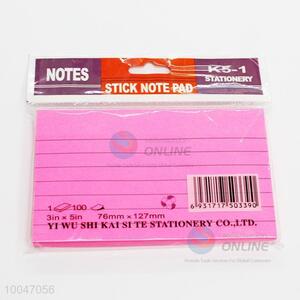 NOTES
K5-1
STATIONERY
STICK NOTE PAD
ONLINE
1 100
3in × 5in 76mm × 127mm
6 931717 503390
YI WU SHI KAI SI TE STATIONERY CO.,LTD.
ONLINE
10047056